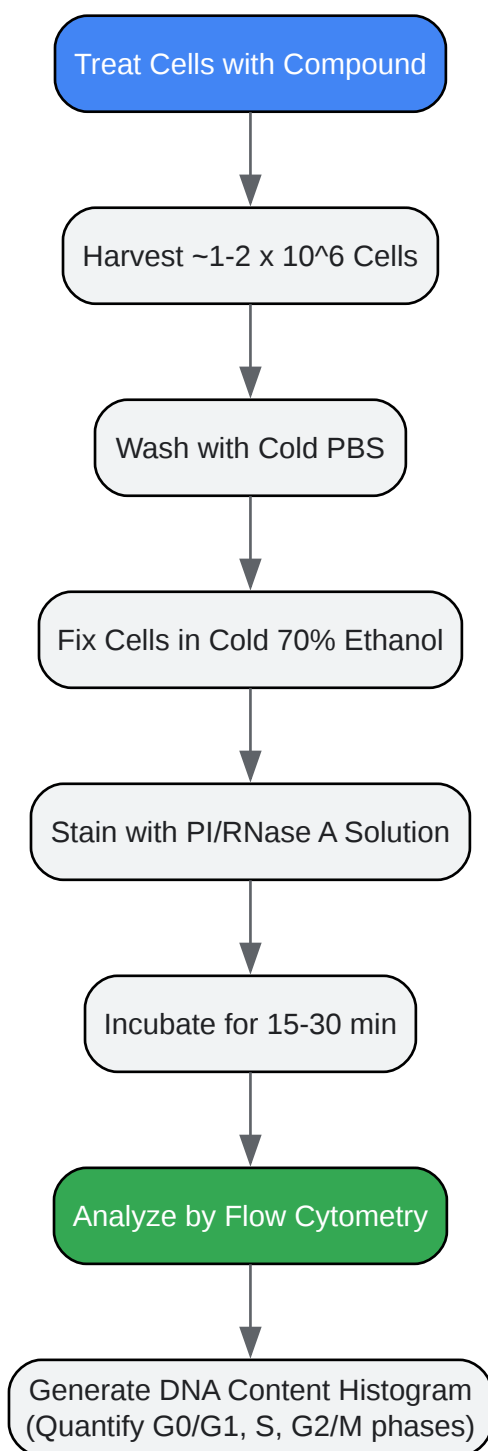 Treat Cells with Compound
Harvest ~1-2 x 10^6 Cells
Wash with Cold PBS
Fix Cells in Cold 70% Ethanol
Stain with PI/RNase A Solution
Incubate for 15-30 min
Analyze by Flow Cytometry
Generate DNA Content Histogram
(Quantify G0/G1, S, G2/M phases)